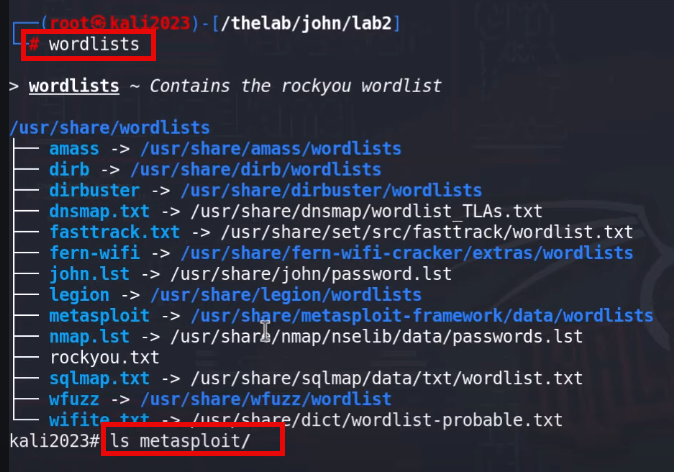 ┌──(root㉿kali2023)-[/thelab/john/lab2]
└─# wordlists
> wordlists ~ Contains the rockyou wordlist
/usr/share/wordlists
├── amass -> /usr/share/amass/wordlists
├── dirb -> /usr/share/dirb/wordlists
├── dirbuster -> /usr/share/dirbuster/wordlists
├── dnsmap.txt -> /usr/share/dnsmap/wordlist_TLAs.txt
├── fasttrack.txt -> /usr/share/set/src/fasttrack/wordlist.txt
├── fern-wifi -> /usr/share/fern-wifi-cracker/extras/wordlists
├── john.lst -> /usr/share/john/password.lst
├── legion -> /usr/share/legion/wordlists
├── metasploit -> /usr/share/metasploit-framework/data/wordlists
├── nmap.lst -> /usr/share/nmap/nselib/data/passwords.lst
├── rockyou.txt
├── sqlmap.txt -> /usr/share/sqlmap/data/txt/wordlist.txt
├── wfuzz -> /usr/share/wfuzz/wordlist
└── wifite.txt -> /usr/share/dict/wordlist-probable.txt
kali2023# ls metasploit/